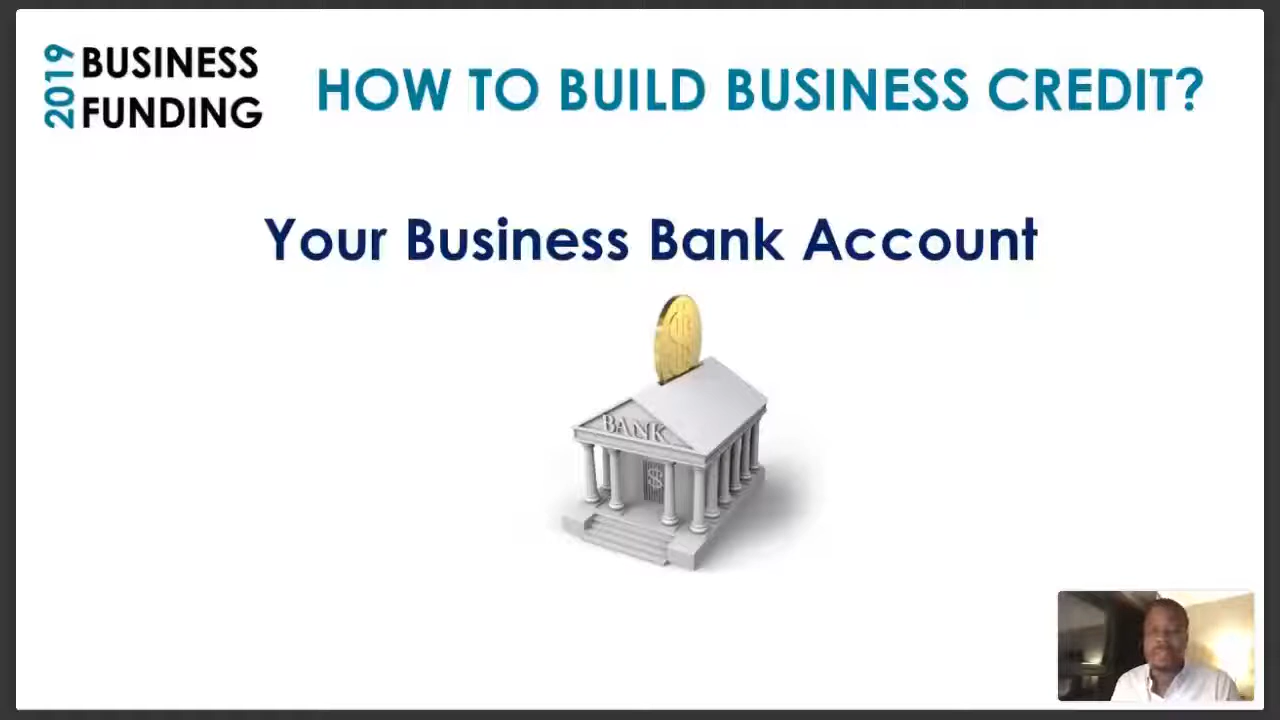 2019
BUSINESS
FUNDING
HOW TO BUILD BUSINESS CREDIT?
Your Business Bank Account
$
BANK
$